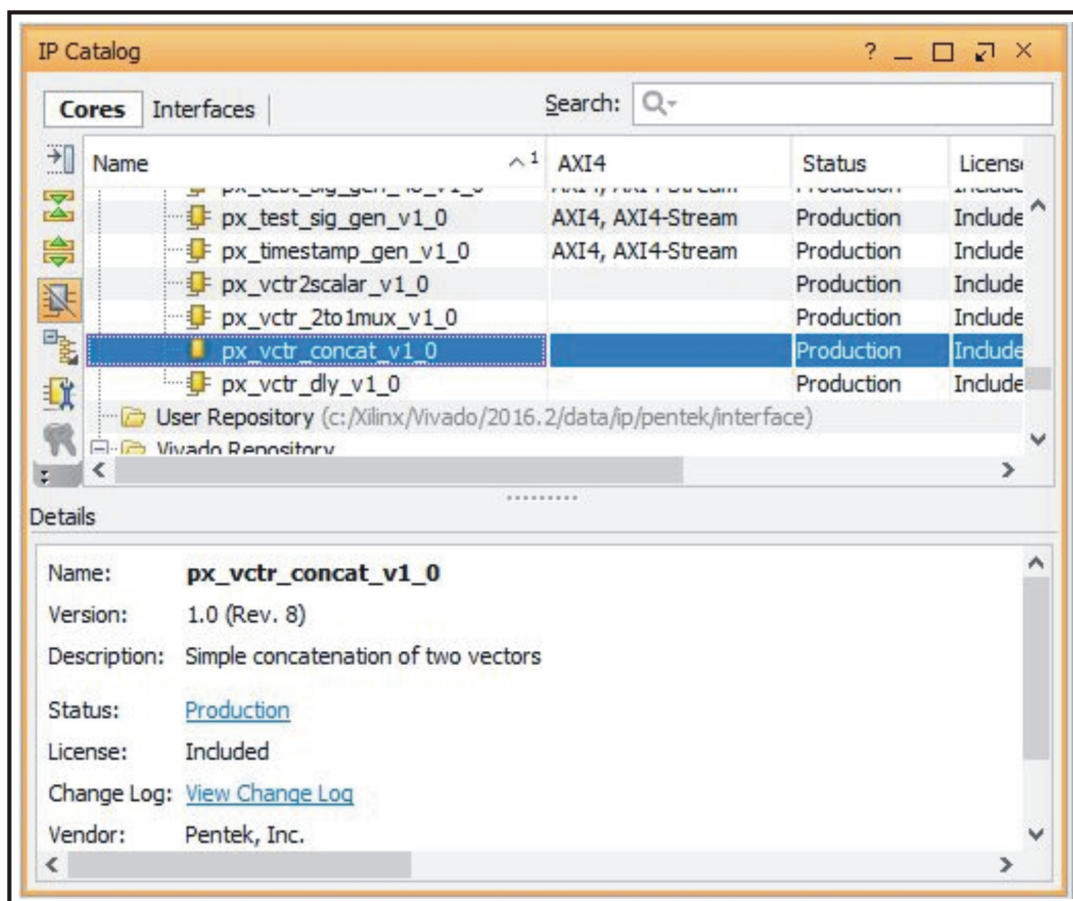 IP Catalog ?
Cores Interfaces Search:
Name 1 AXI4 Status
px_test_sig_gen_v1_0 AXI4, AXI4-Stream Production Include
px_timestamp_gen_v1_0 AXI4, AXI4-Stream Production Include
px_vctr2scalar_v1_0 Production Include
px_vctr_2to1mux_v1_0 Production Include
px_vctr_concat_v1_0 Production Include
px_vctr_dly_v1_0 Production Include
User Repository (c:/Xilinx/Vivado/2016.2/data/ip/pentek/interface)
Vivado Repository
Details
Name: px_vctr_concat_v1_0
Version: 1.0 (Rev. 8)
Description: Simple concatenation of two vectors
Status: Production
License: Included
Change Log: View Change Log
Vendor: Pentek, Inc.